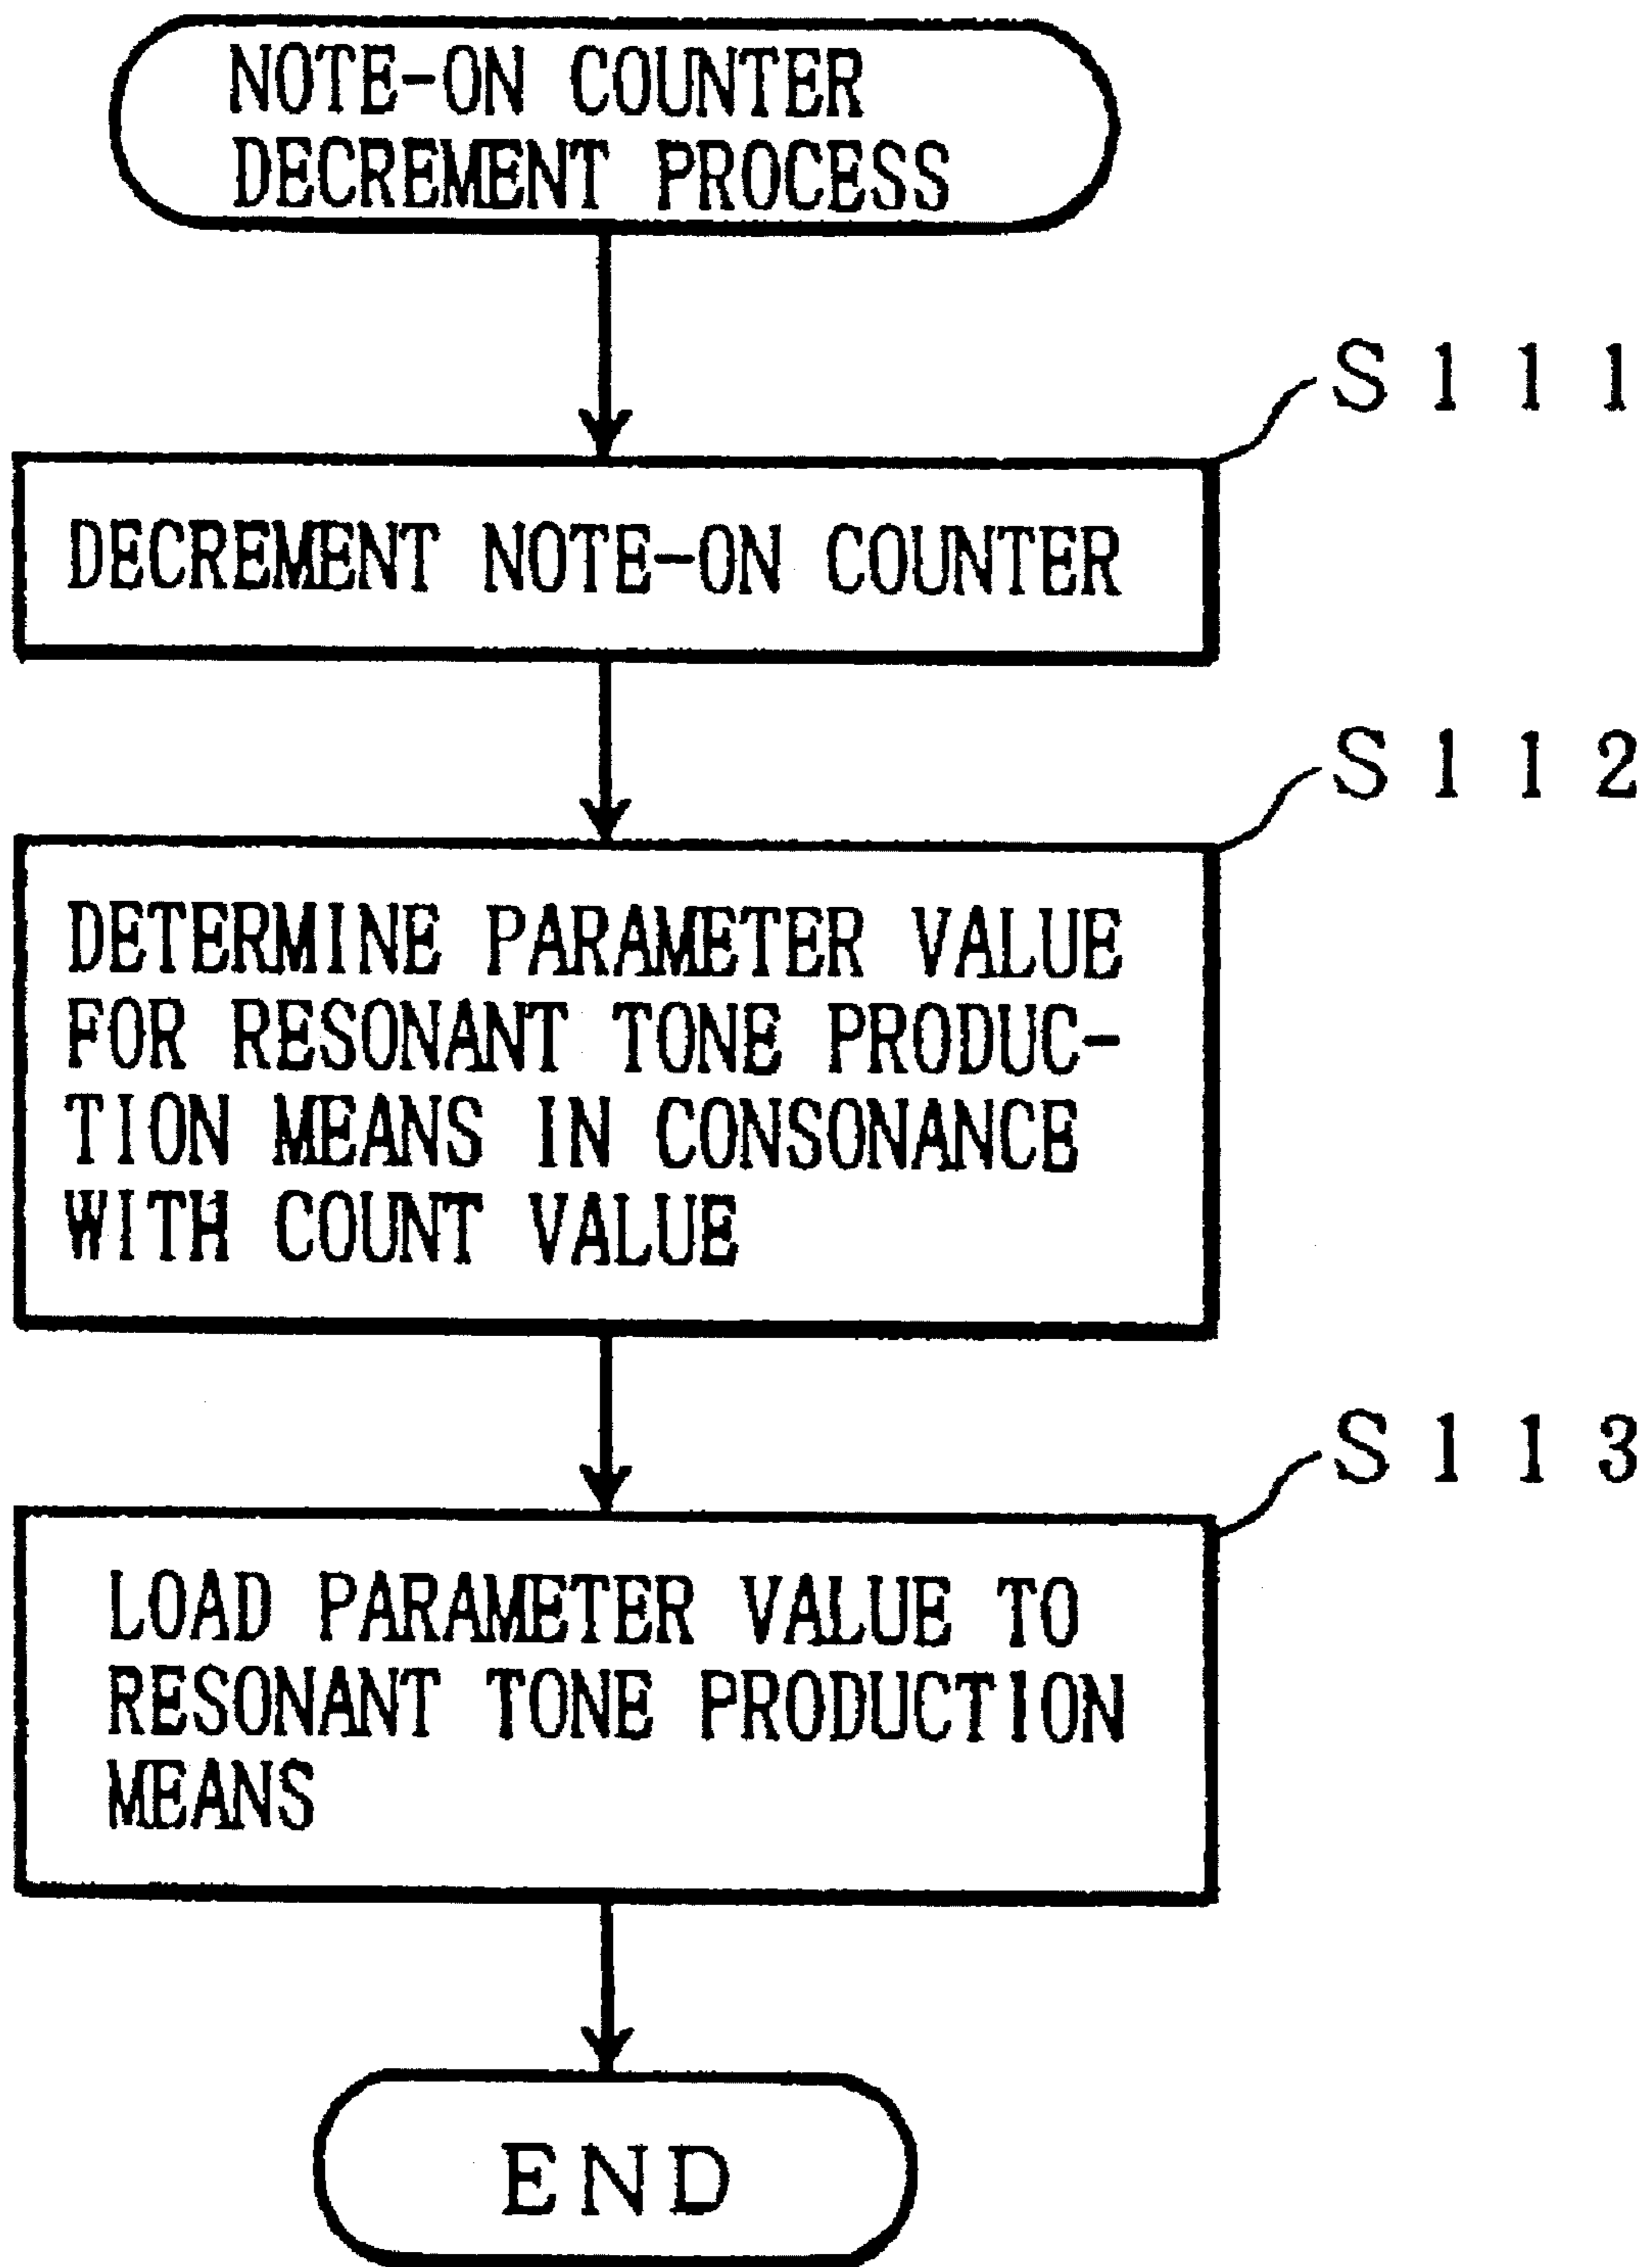 NOTE-ON COUNTER
DECREMENT PROCESS
S111
DECREMENT NOTE-ON COUNTER
S112
DETERMINE PARAMETER VALUE
FOR RESONANT TONE PRODUC-
TION MEANS IN CONSONANCE
WITH COUNT VALUE
S113
LOAD PARAMETER VALUE TO
RESONANT TONE PRODUCTION
MEANS
END